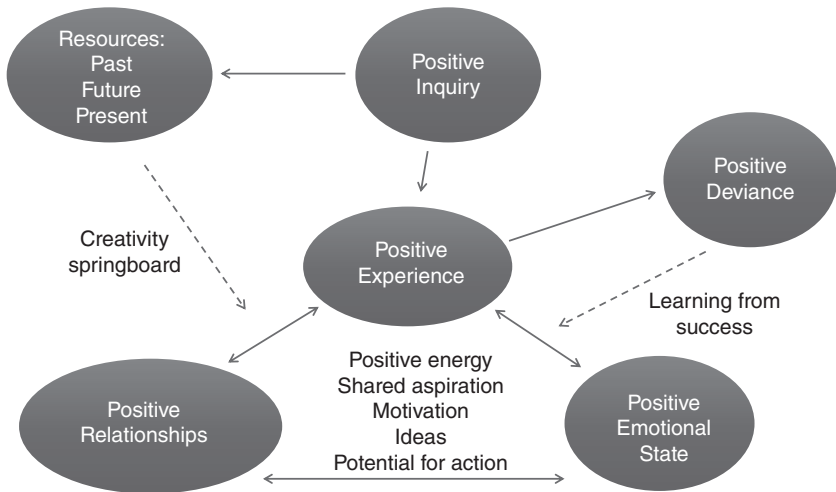 Resources:
Past
Future
Present
Positive
Inquiry
Positive
Deviance
Creativity
springboard
Positive
Experience
Learning from
success
Positive energy
Shared aspiration
Motivation
Ideas
Potential for action
Positive
Relationships
Positive
Emotional
State